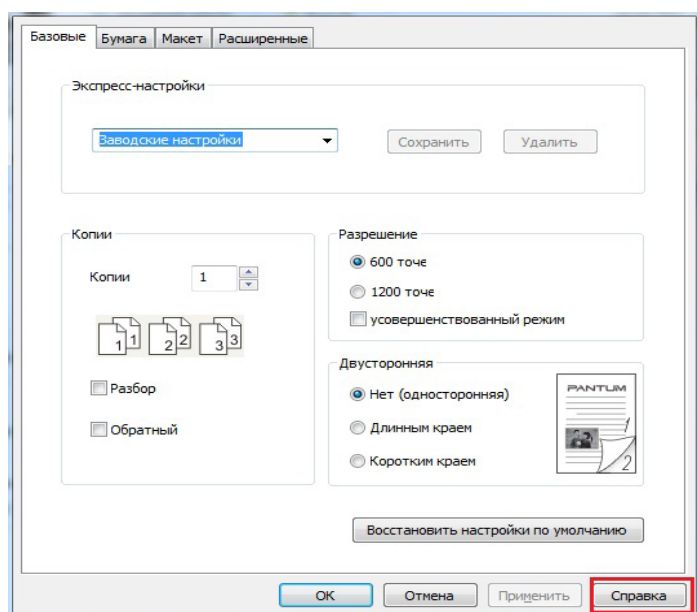 Базовые Бумага Макет Расширенные
Экспресс-настройки
Заводские настройки Сохранить Удалить
Копии
Копии 1
1 1 2 2 3 3
Разбор
Обратный
Разрешение
600 точе
1200 точе
усовершенствованный режим
Двусторонняя
Нет (односторонняя)
Длинным краем
Коротким краем
PANTUM
1
2
Восстановить настройки по умолчанию
OK Отмена Применить Справка